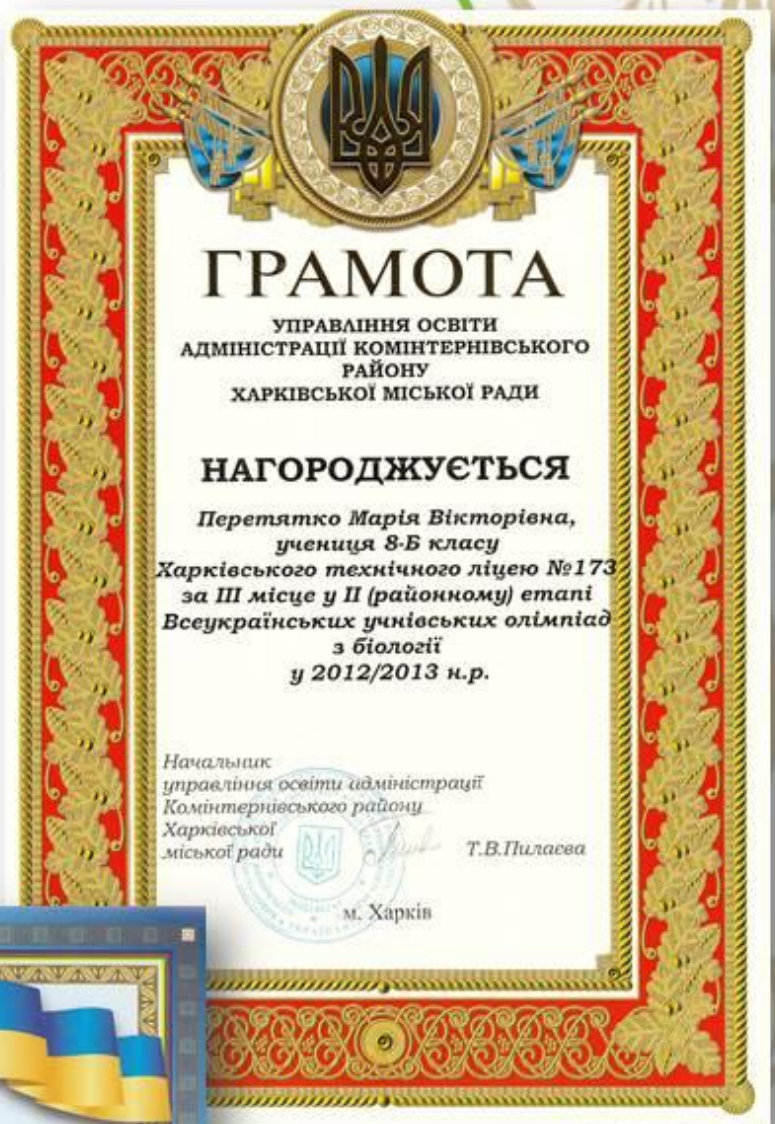 ГРАМОТА
УПРАВЛІННЯ ОСВІТИ
АДМІНІСТРАЦІЇ КОМІНТЕРНІВСЬКОГО
РАЙОНУ
ХАРКІВСЬКОЇ МІСЬКОЇ РАДИ
НАГОРОДЖУЄТЬСЯ
Перетятко Марія Вікторівна,
учениця 8-Б класу
Харківського технічного ліцею №173
за III місце у II (районному) етапі
Всеукраїнських учнівських олімпіад
з біології
у 2012/2013 н.р.
Начальник
управління освіти адміністрації
Комінтернівського району
Харківської
міської ради Т.В.Пилаєва
м. Харків